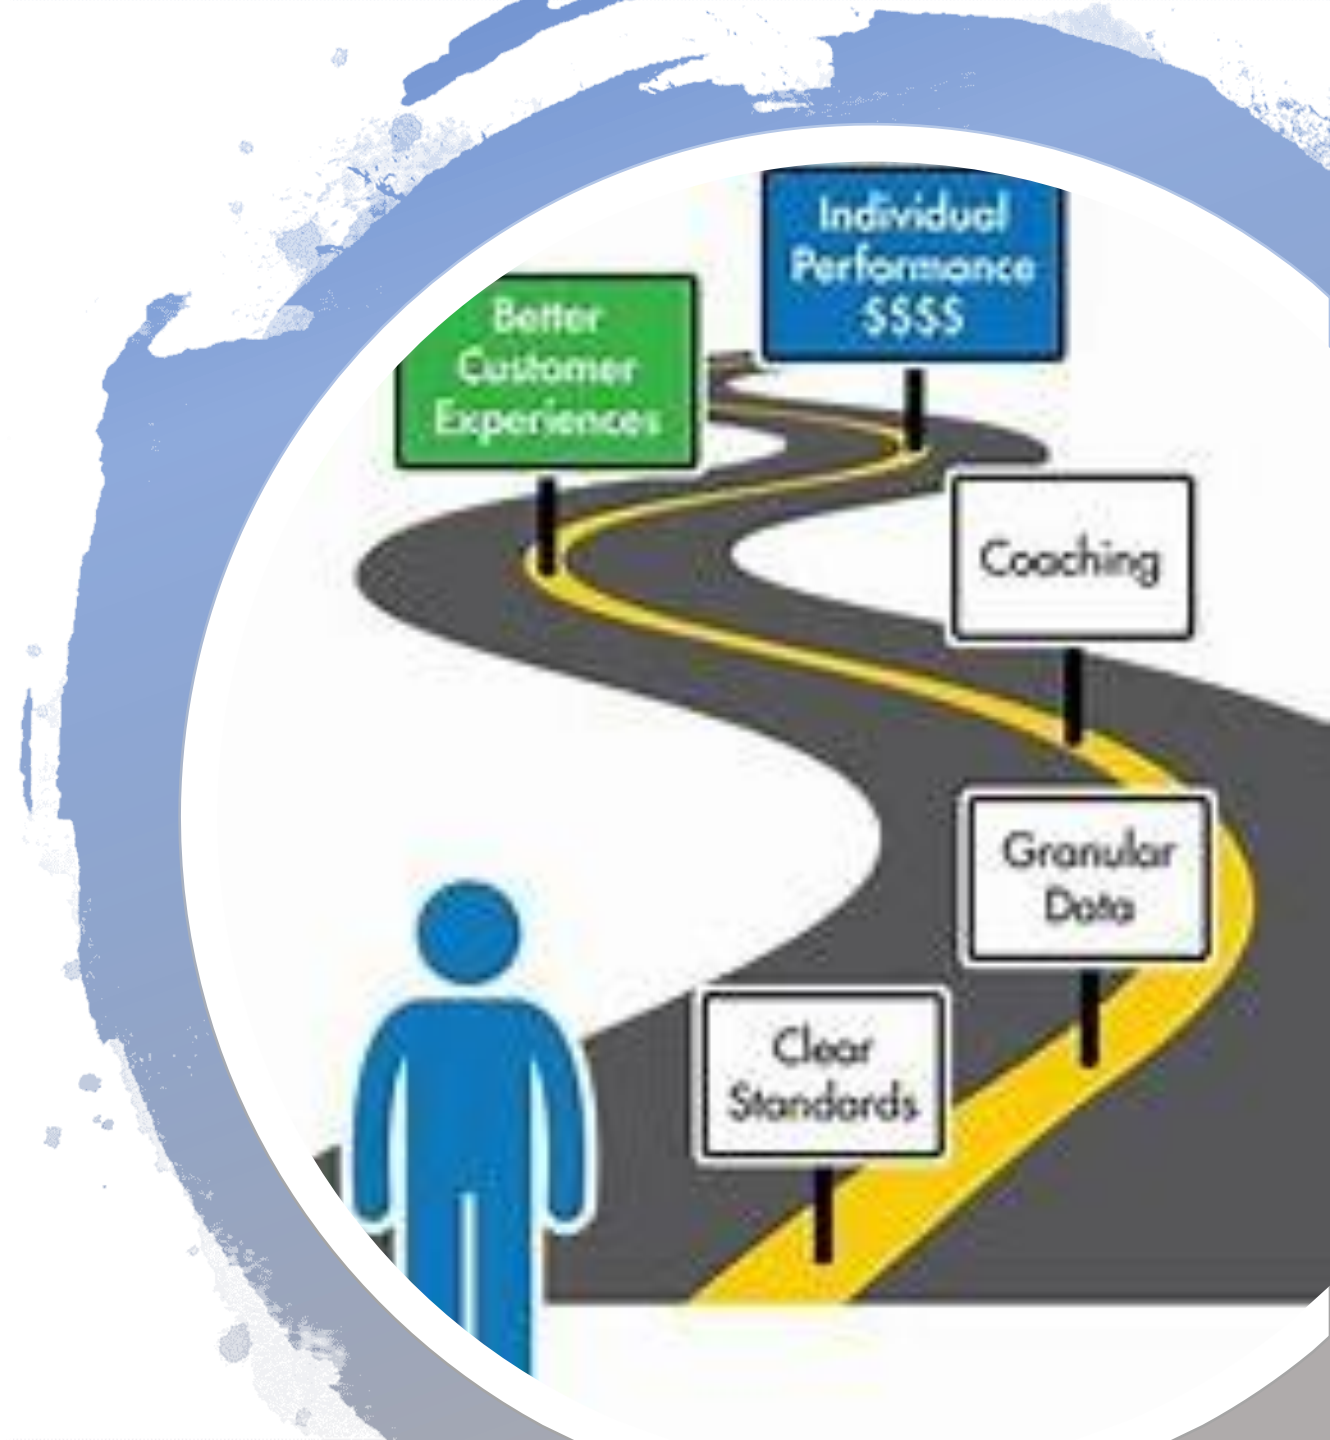 Individual
Performance
$$$$
Better
Customer
Experiences
Coaching
Granular
Data
Clear
Standards